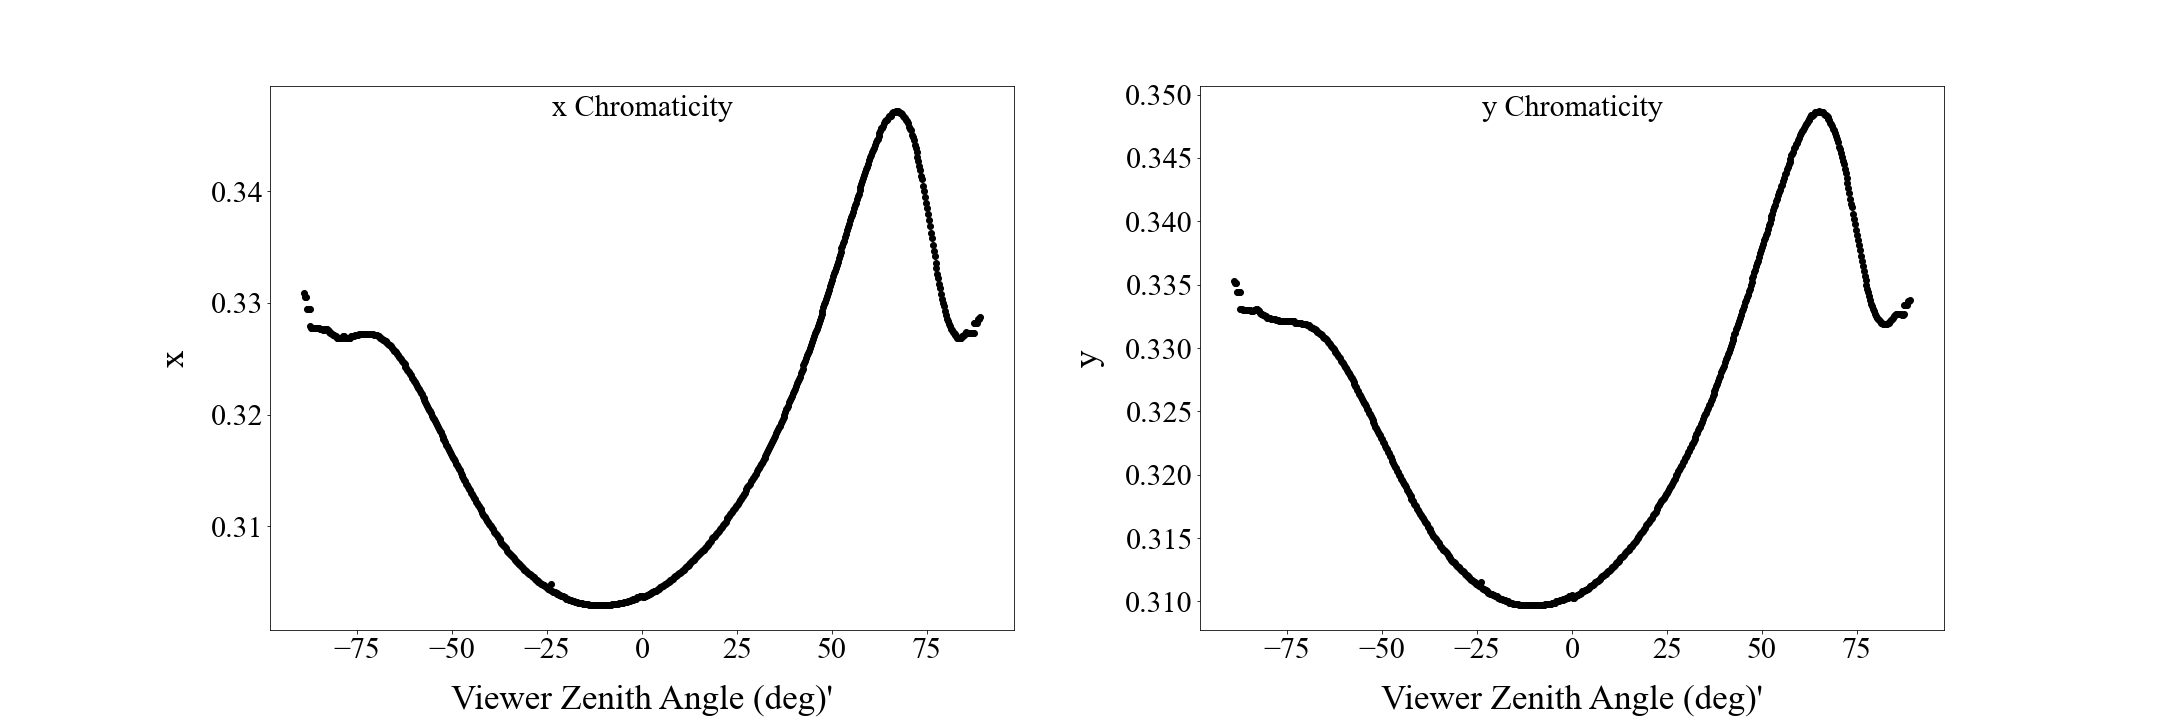 x Chromaticity
x
0.34
0.33
0.32
0.31
−75 −50 −25 0 25 50 75
Viewer Zenith Angle (deg)'
y Chromaticity
y
0.350
0.345
0.340
0.335
0.330
0.325
0.320
0.315
0.310
−75 −50 −25 0 25 50 75
Viewer Zenith Angle (deg)'